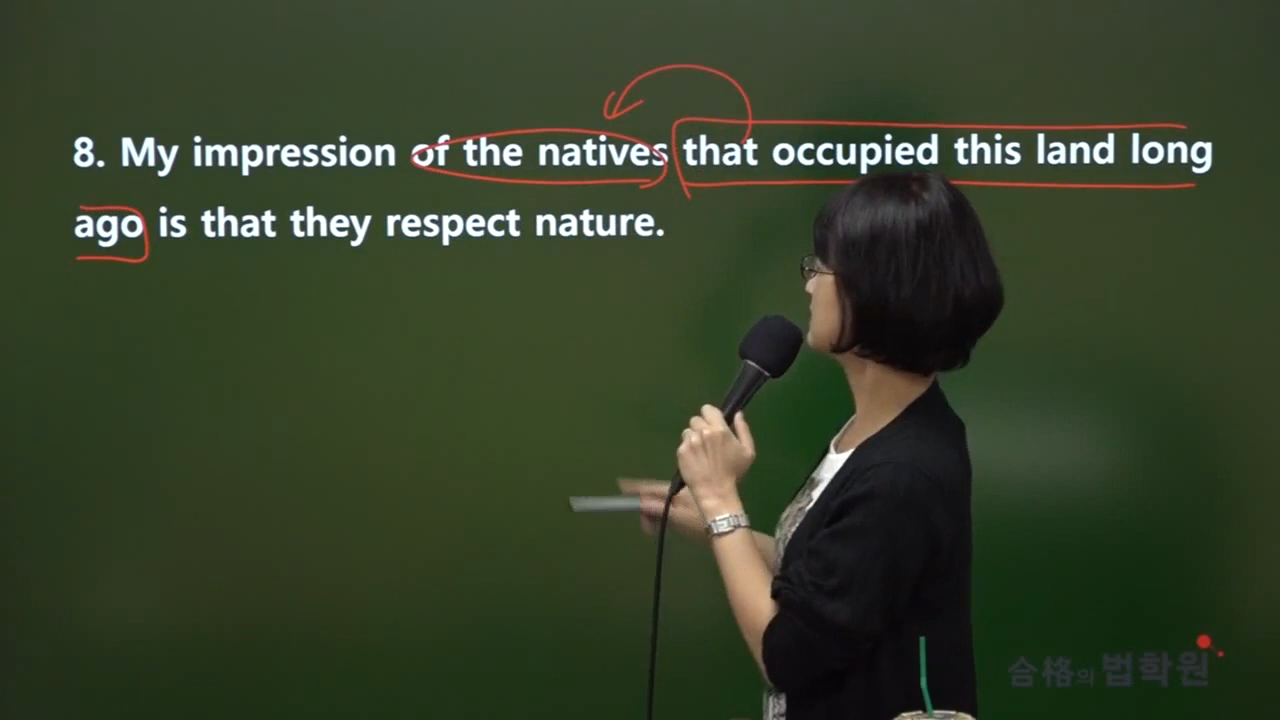 8. My impression of the natives that occupied this land long
ago is that they respect nature.
合格의 법학원